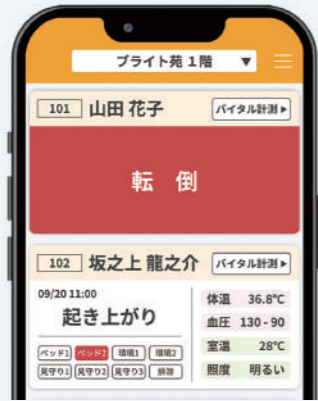 ブライト苑 1階 ▼
101 山田 花子 バイタル計測▶
転 倒
102 坂之上 龍之介 バイタル計測▶
09/20 11:00
起き上がり
ベッド1 ベッド2 環境1 環境2
見守り1 見守り2 見守り3 排泄
体温 36.8℃
血圧 130 - 90
室温 28℃
照度 明るい